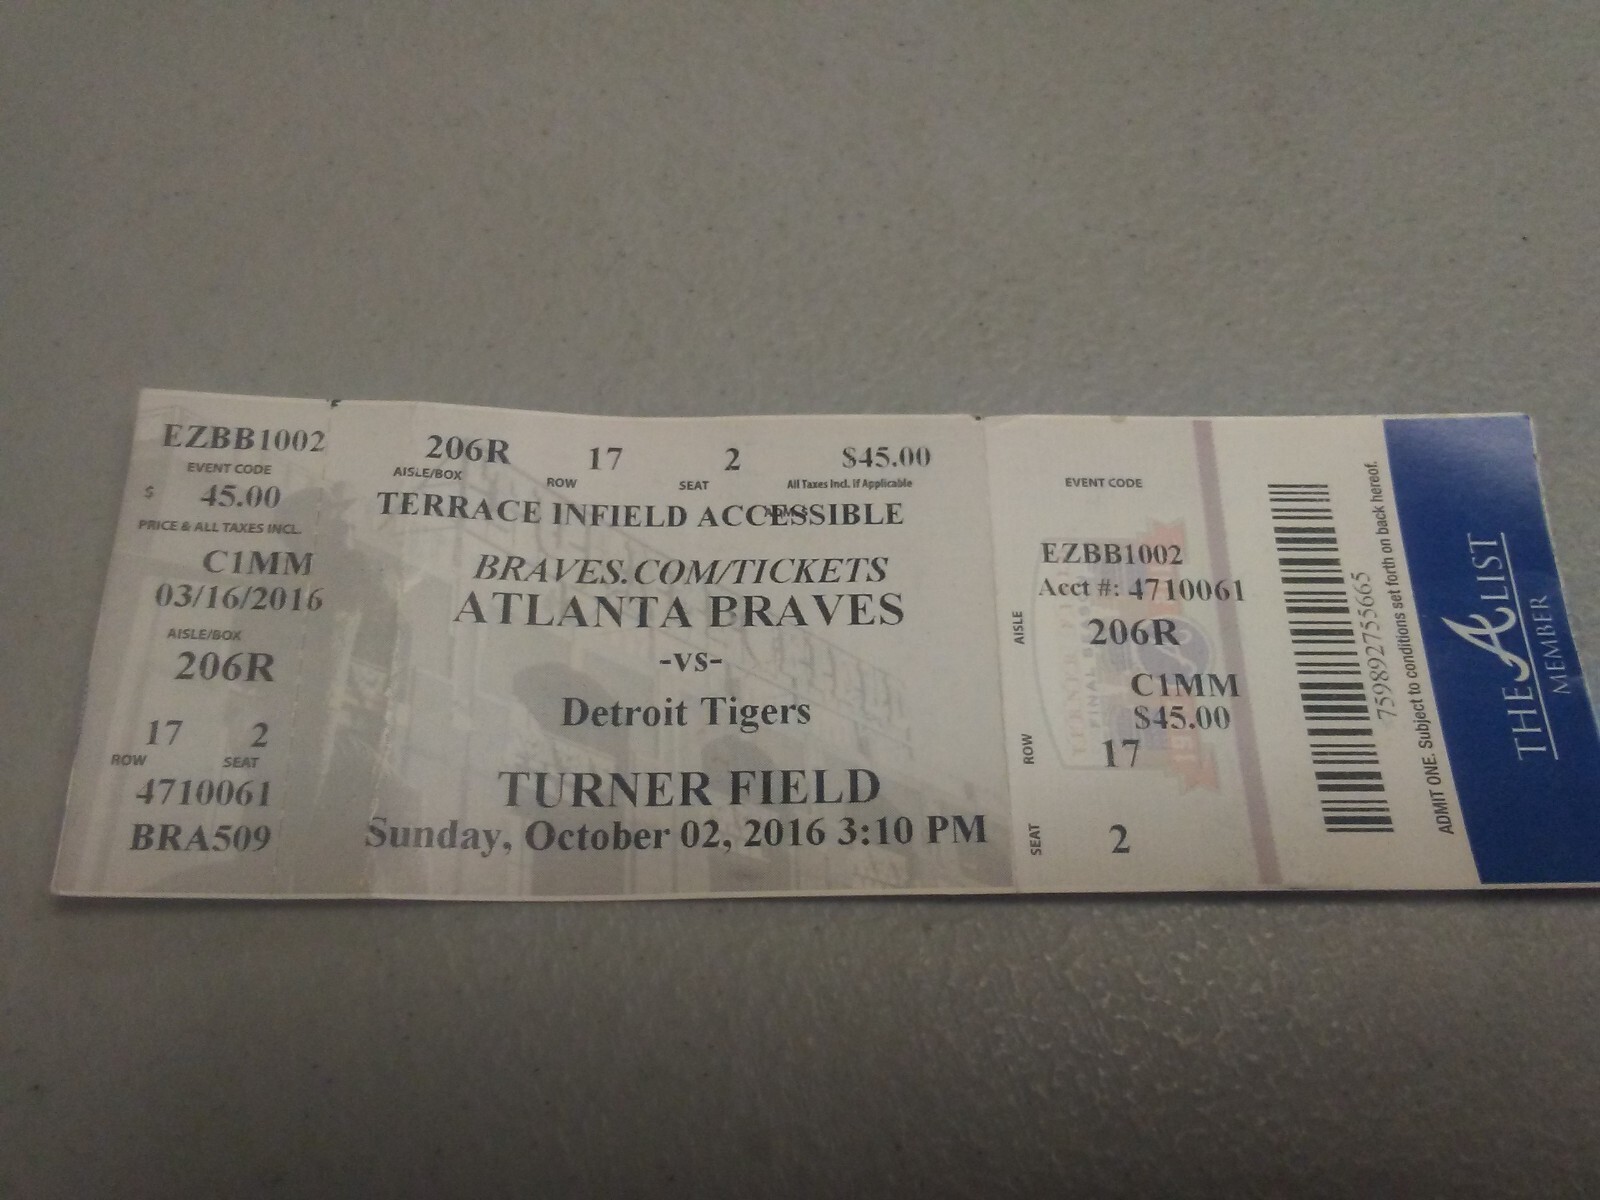 EZBB1002
EVENT CODE
$ 45.00
PRICE & ALL TAXES INCL.
C1MM
03/16/2016
AISLE/BOX
206R
17 2
ROW SEAT
4710061
BRA509
206R 17 2 $45.00
AISLE/BOX ROW SEAT All Taxes Incl. If Applicable
TERRACE INFIELD ACCESSIBLE
BRAVES.COM/TICKETS
ATLANTA BRAVES
-vs-
Detroit Tigers
TURNER FIELD
Sunday, October 02, 2016 3:10 PM
EVENT CODE
EZBB1002
Acct #: 4710061
AISLE
206R
C1MM
$45.00
ROW
17
SEAT
2
759892755665
ADMIT ONE. Subject to conditions set forth on back hereof.
THE A LIST
MEMBER